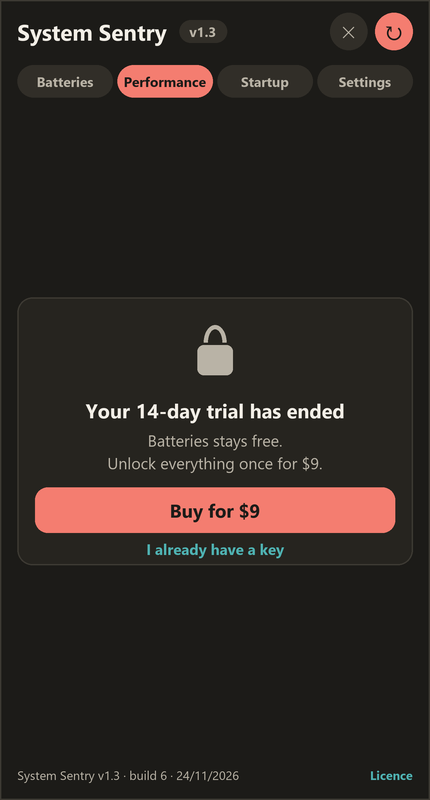 System Sentry v1.3
Batteries Performance Startup Settings
Your 14-day trial has ended
Batteries stays free.
Unlock everything once for $9.
Buy for $9
I already have a key
System Sentry v1.3 · build 6 · 24/11/2026 Licence